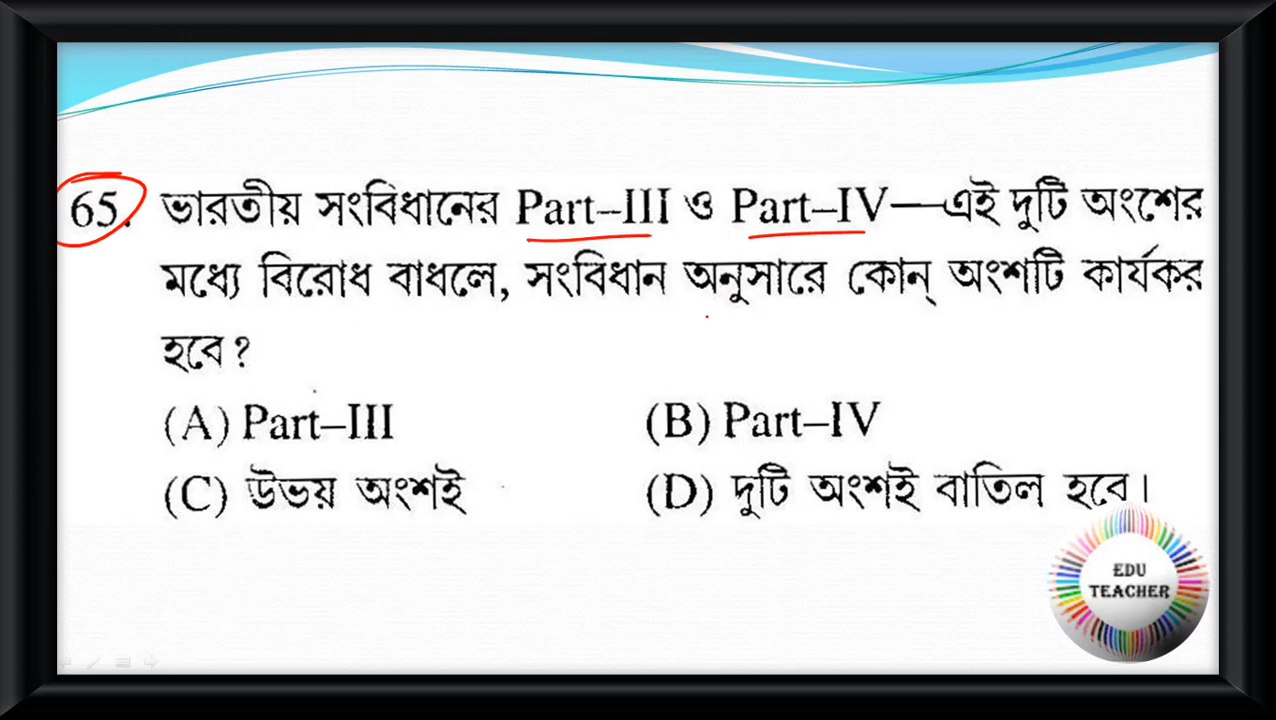 65. ভারতীয় সংবিধানের Part–III ও Part–IV—এই দুটি অংশের
মধ্যে বিরোধ বাধলে, সংবিধান অনুসারে কোন্ অংশটি কার্যকর
হবে?
(A) Part–III (B) Part–IV
(C) উভয় অংশই (D) দুটি অংশই বাতিল হবে।
EDU
TEACHER